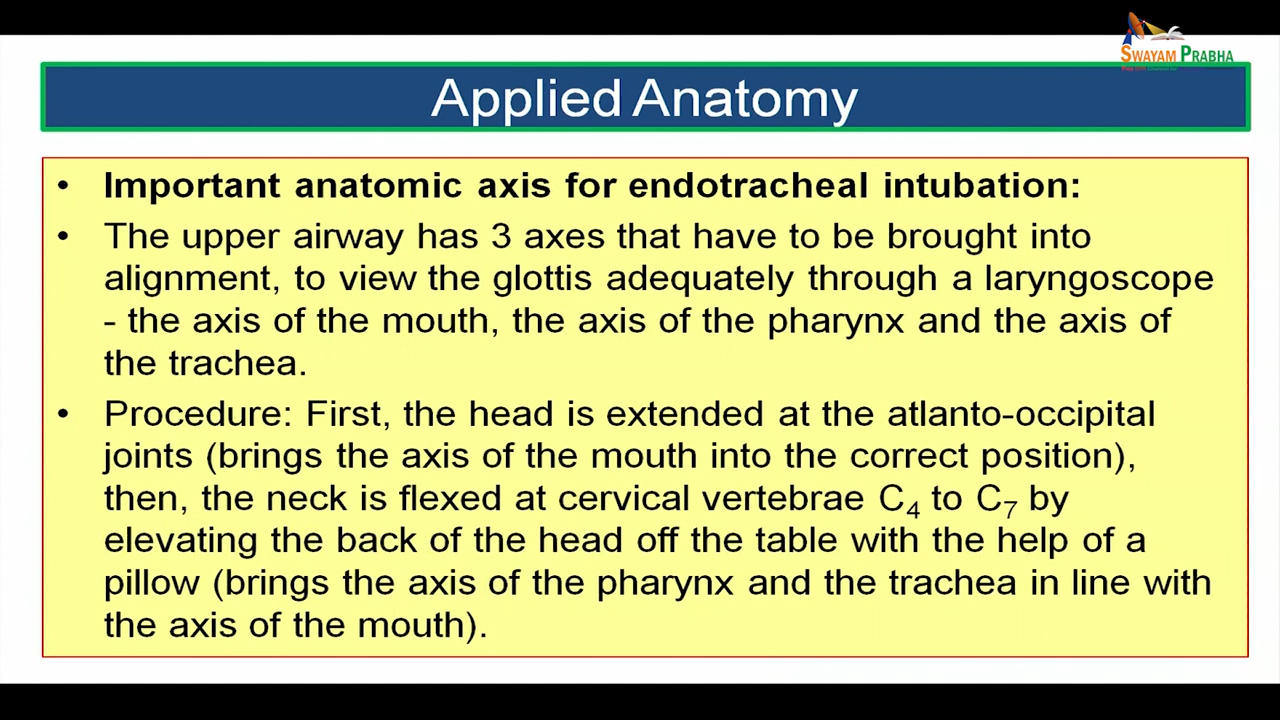 SWAYAM PRABHA
Applied Anatomy
• Important anatomic axis for endotracheal intubation:
• The upper airway has 3 axes that have to be brought into
alignment, to view the glottis adequately through a laryngoscope
- the axis of the mouth, the axis of the pharynx and the axis of
the trachea.
• Procedure: First, the head is extended at the atlanto-occipital
joints (brings the axis of the mouth into the correct position),
then, the neck is flexed at cervical vertebrae C₄ to C₇ by
elevating the back of the head off the table with the help of a
pillow (brings the axis of the pharynx and the trachea in line with
the axis of the mouth).